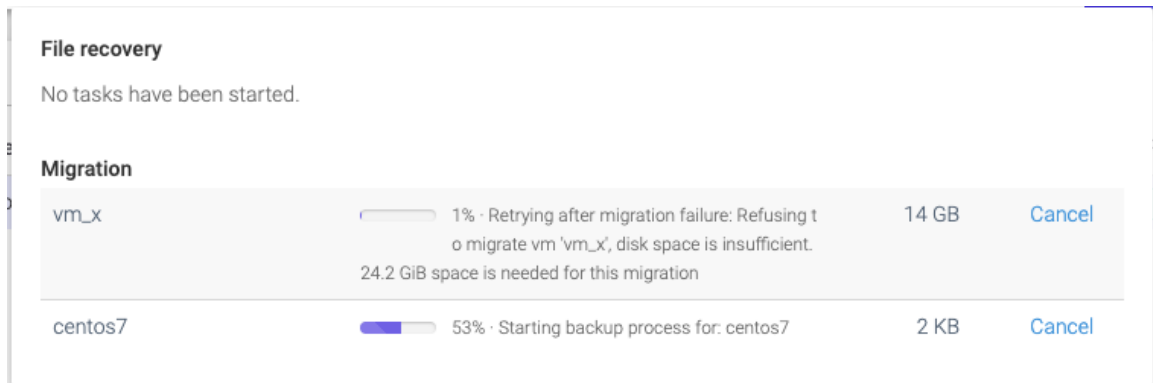 File recovery
No tasks have been started.
Migration
vm_x 1% · Retrying after migration failure: Refusing t 14 GB Cancel
o migrate vm 'vm_x', disk space is insufficient.
24.2 GiB space is needed for this migration
centos7 53% · Starting backup process for: centos7 2 KB Cancel